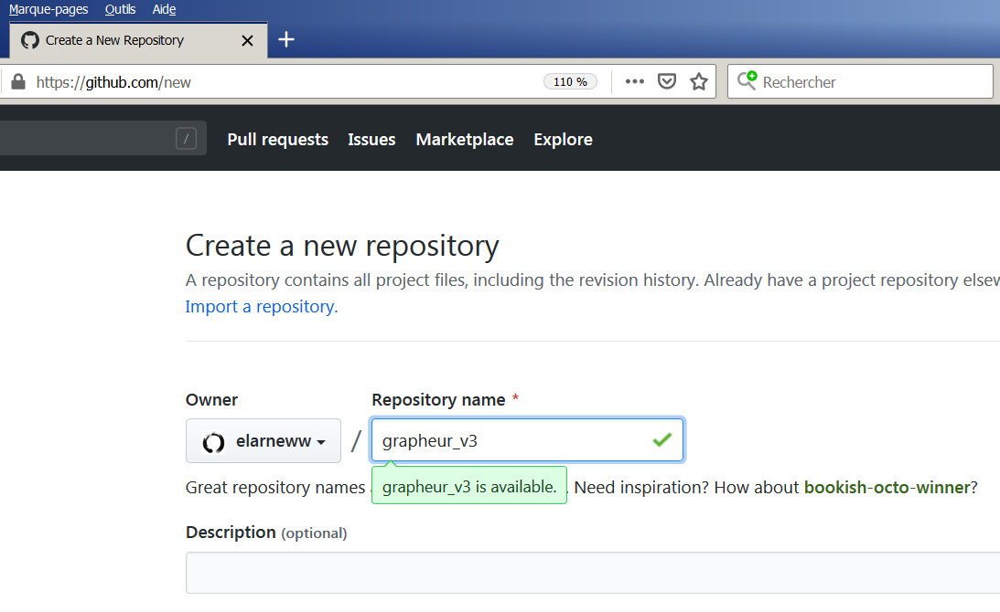 Marque-pages Outils Aide
Create a New Repository
https://github.com/new 110 % Rechercher
/ Pull requests Issues Marketplace Explore
Create a new repository
A repository contains all project files, including the revision history. Already have a project repository
Import a repository.
Owner Repository name *
elarneww / grapheur_v3
Great repository names grapheur_v3 is available. Need inspiration? How about bookish-octo-winner?
Description (optional)